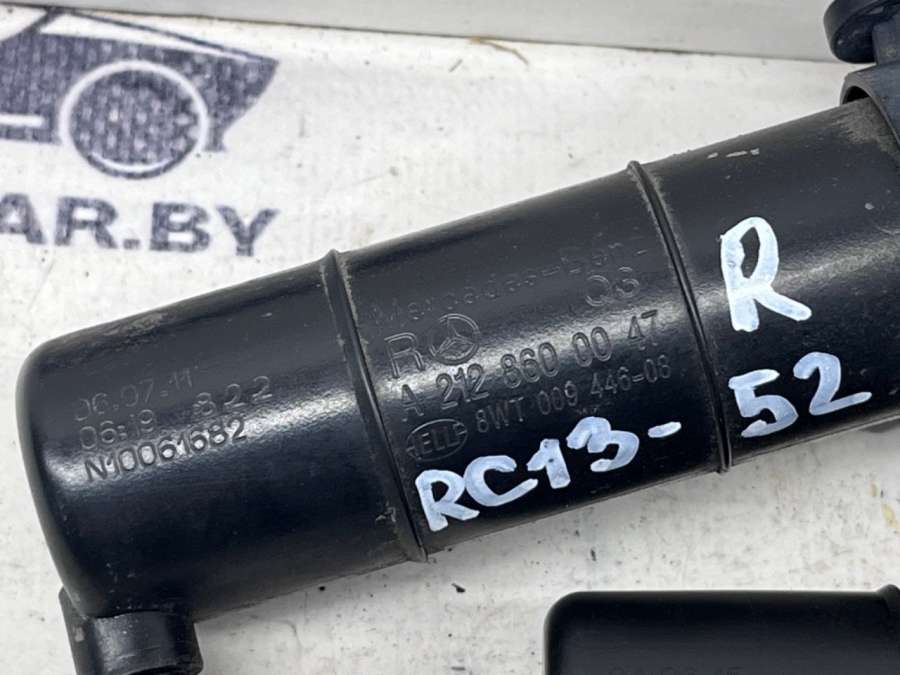 AR.BY
Mercedes-Benz
QS
R
A 212 860 00 47
HELLA
8WT 009 446-08
06.07.11
06:19 822
N10061682
R
RC13-52